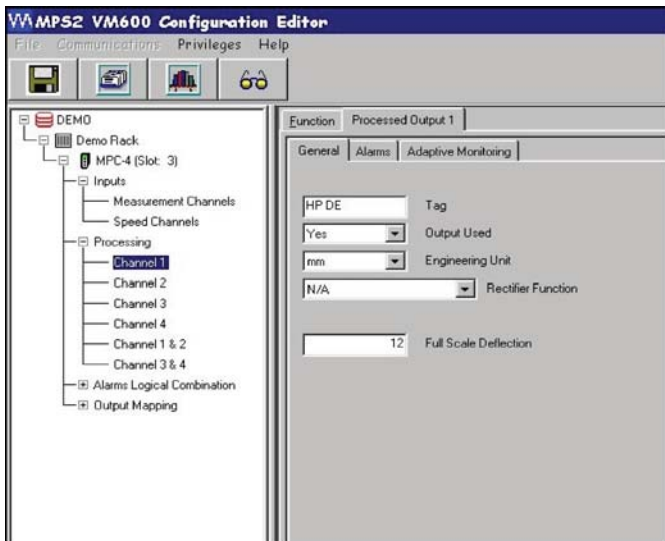 MPS2 VM600 Configuration Editor
File Communications Privileges Help
DEMO
Demo Rack
MPC-4 (Slot: 3)
Inputs
Measurement Channels
Speed Channels
Processing
Channel 1
Channel 2
Channel 3
Channel 4
Channel 1 & 2
Channel 3 & 4
Alarms Logical Combination
Output Mapping
Function Processed Output 1
General Alarms Adaptive Monitoring
HP DE Tag
Yes Output Used
mm Engineering Unit
N/A Rectifier Function
12 Full Scale Deflection